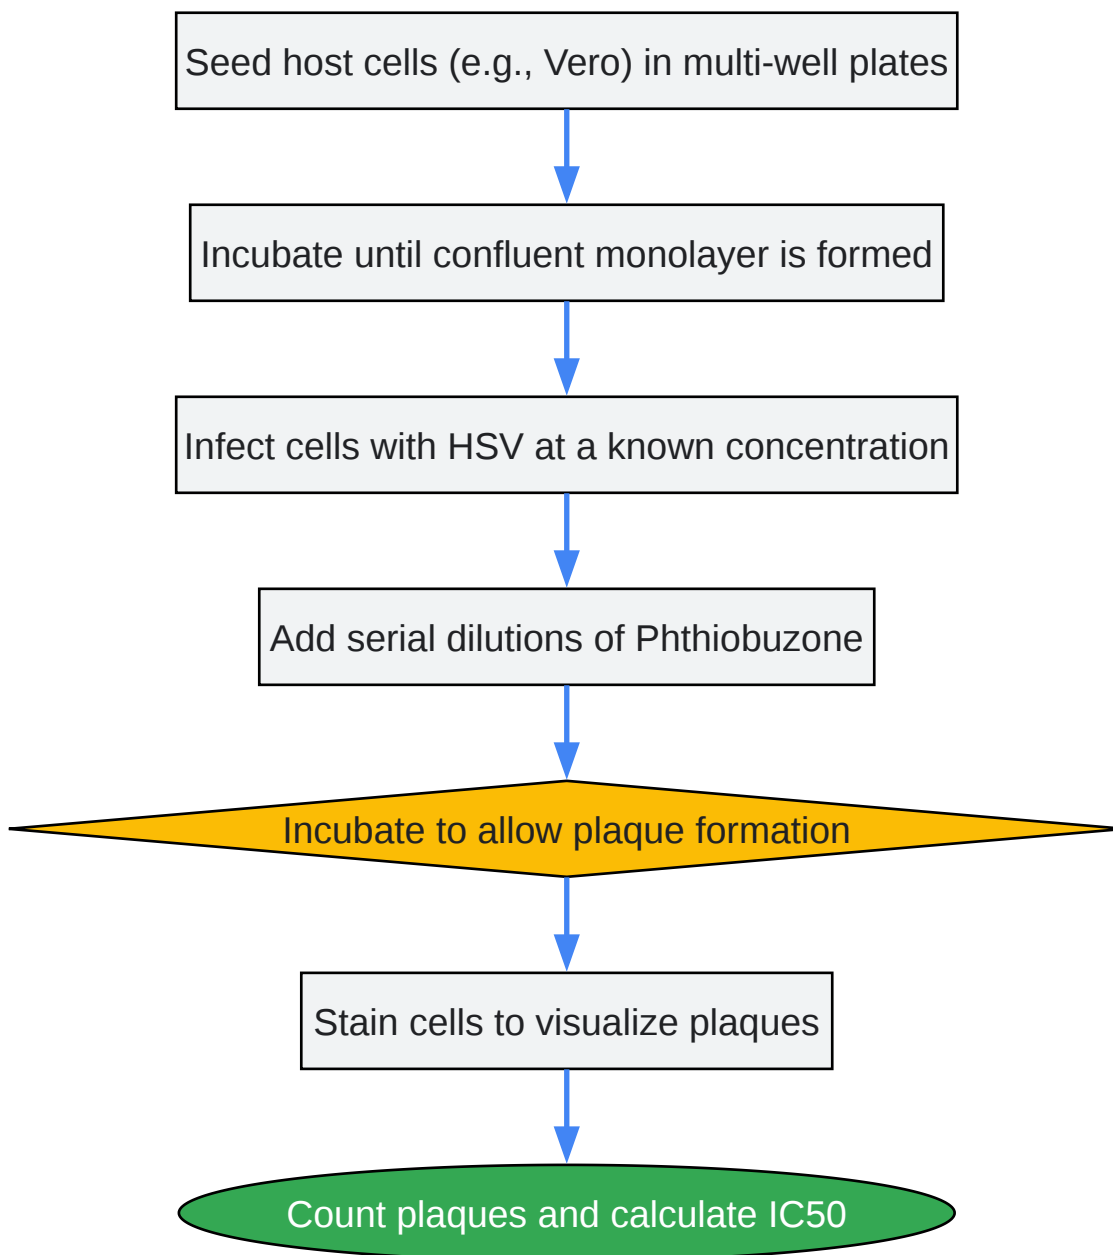 Seed host cells (e.g., Vero) in multi-well plates
Incubate until confluent monolayer is formed
Infect cells with HSV at a known concentration
Add serial dilutions of Phthiobuzone
Incubate to allow plaque formation
Stain cells to visualize plaques
Count plaques and calculate IC50